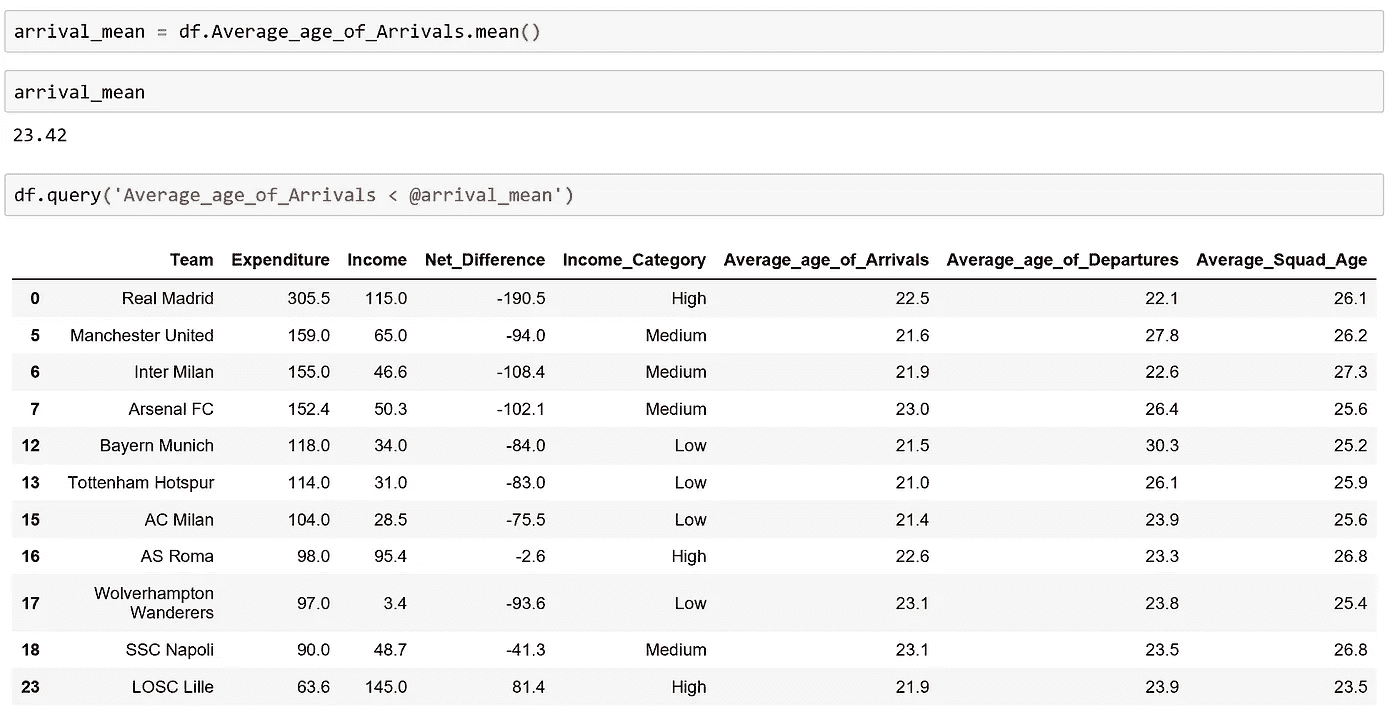 arrival_mean = df.Average_age_of_Arrivals.mean()
arrival_mean
23.42
df.query('Average_age_of_Arrivals < @arrival_mean')
Team Expenditure Income Net_Difference Income_Category Average_age_of_Arrivals Average_age_of_Departures Average_Squad_Age
0 Real Madrid 305.5 115.0 -190.5 High 22.5 22.1 26.1
5 Manchester United 159.0 65.0 -94.0 Medium 21.6 27.8 26.2
6 Inter Milan 155.0 46.6 -108.4 Medium 21.9 22.6 27.3
7 Arsenal FC 152.4 50.3 -102.1 Medium 23.0 26.4 25.6
12 Bayern Munich 118.0 34.0 -84.0 Low 21.5 30.3 25.2
13 Tottenham Hotspur 114.0 31.0 -83.0 Low 21.0 26.1 25.9
15 AC Milan 104.0 28.5 -75.5 Low 21.4 23.9 25.6
16 AS Roma 98.0 95.4 -2.6 High 22.6 23.3 26.8
17 Wolverhampton Wanderers 97.0 3.4 -93.6 Low 23.1 23.8 25.4
18 SSC Napoli 90.0 48.7 -41.3 Medium 23.1 23.5 26.8
23 LOSC Lille 63.6 145.0 81.4 High 21.9 23.9 23.5